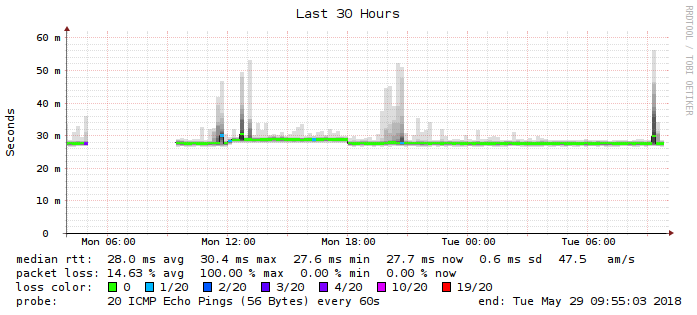 Last 30 Hours
RRDTOOL / TOBI OETIKER
Seconds
60 m
50 m
40 m
30 m
20 m
10 m
0
Mon 06:00 Mon 12:00 Mon 18:00 Tue 00:00 Tue 06:00
median rtt: 28.0 ms avg 30.4 ms max 27.6 ms min 27.7 ms now 0.6 ms sd 47.5 am/s
packet loss: 14.63 % avg 100.00 % max 0.00 % min 0.00 % now
loss color: 0 1/20 2/20 3/20 4/20 10/20 19/20
probe: 20 ICMP Echo Pings (56 Bytes) every 60s end: Tue May 29 09:55:03 2018